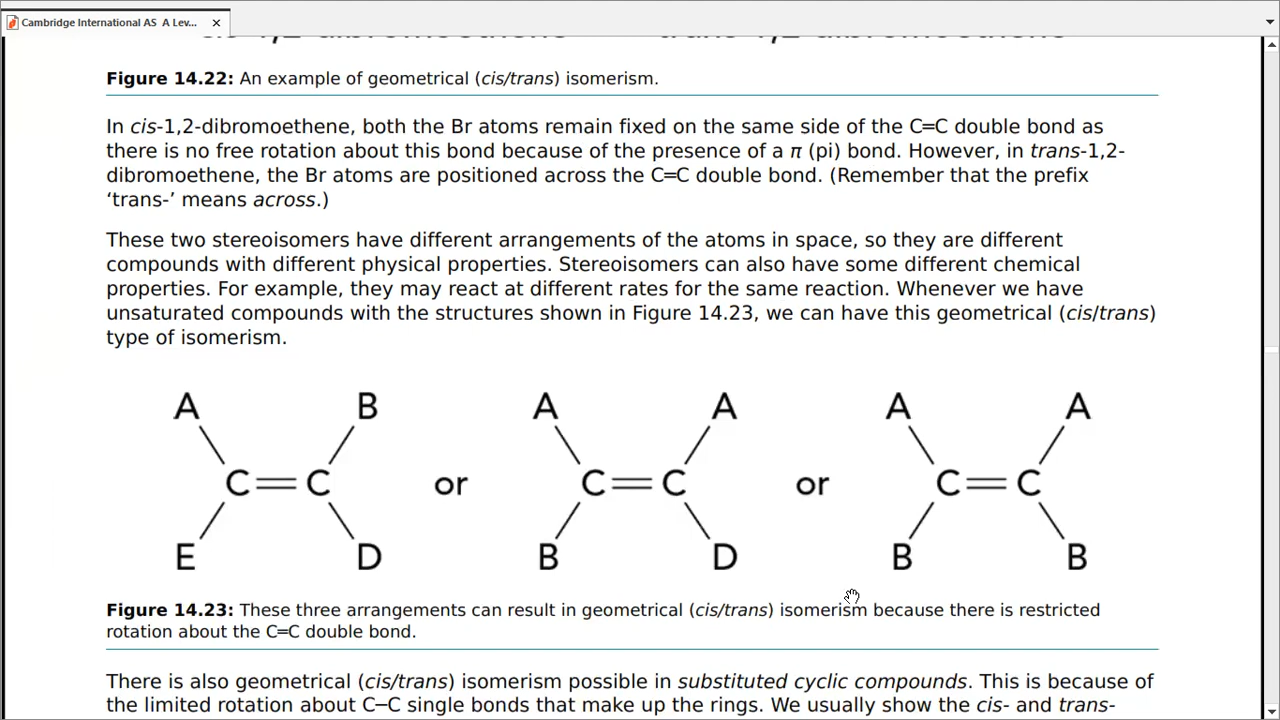 Cambridge International AS  A Lev...
Figure 14.22: An example of geometrical (cis/trans) isomerism.
In cis-1,2-dibromoethene, both the Br atoms remain fixed on the same side of the C=C double bond as
there is no free rotation about this bond because of the presence of a π (pi) bond. However, in trans-1,2-
dibromoethene, the Br atoms are positioned across the C=C double bond. (Remember that the prefix
‘trans-’ means across.)
These two stereoisomers have different arrangements of the atoms in space, so they are different
compounds with different physical properties. Stereoisomers can also have some different chemical
properties. For example, they may react at different rates for the same reaction. Whenever we have
unsaturated compounds with the structures shown in Figure 14.23, we can have this geometrical (cis/trans)
type of isomerism.
A B A A A A
C=C or C=C or C=C
E D B D B B
Figure 14.23: These three arrangements can result in geometrical (cis/trans) isomerism because there is restricted
rotation about the C=C double bond.
There is also geometrical (cis/trans) isomerism possible in substituted cyclic compounds. This is because of
the limited rotation about C−C single bonds that make up the rings. We usually show the cis- and trans-